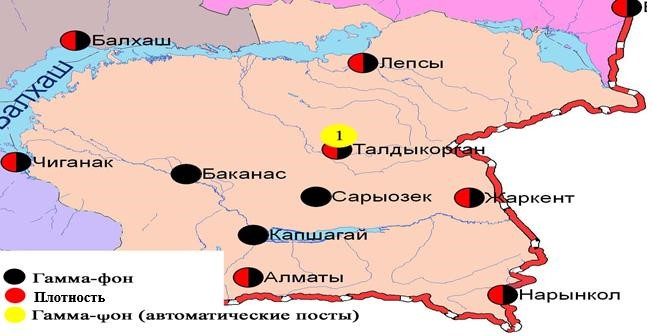 Балхаш
Лепсы
Балхаш
1
Талдыкорган
Чиганак
Баканас
Сарыозек
Жаркент
Капшагай
Алматы
Нарынкол
Гамма-фон
Плотность
Гамма-фон (автоматические посты)